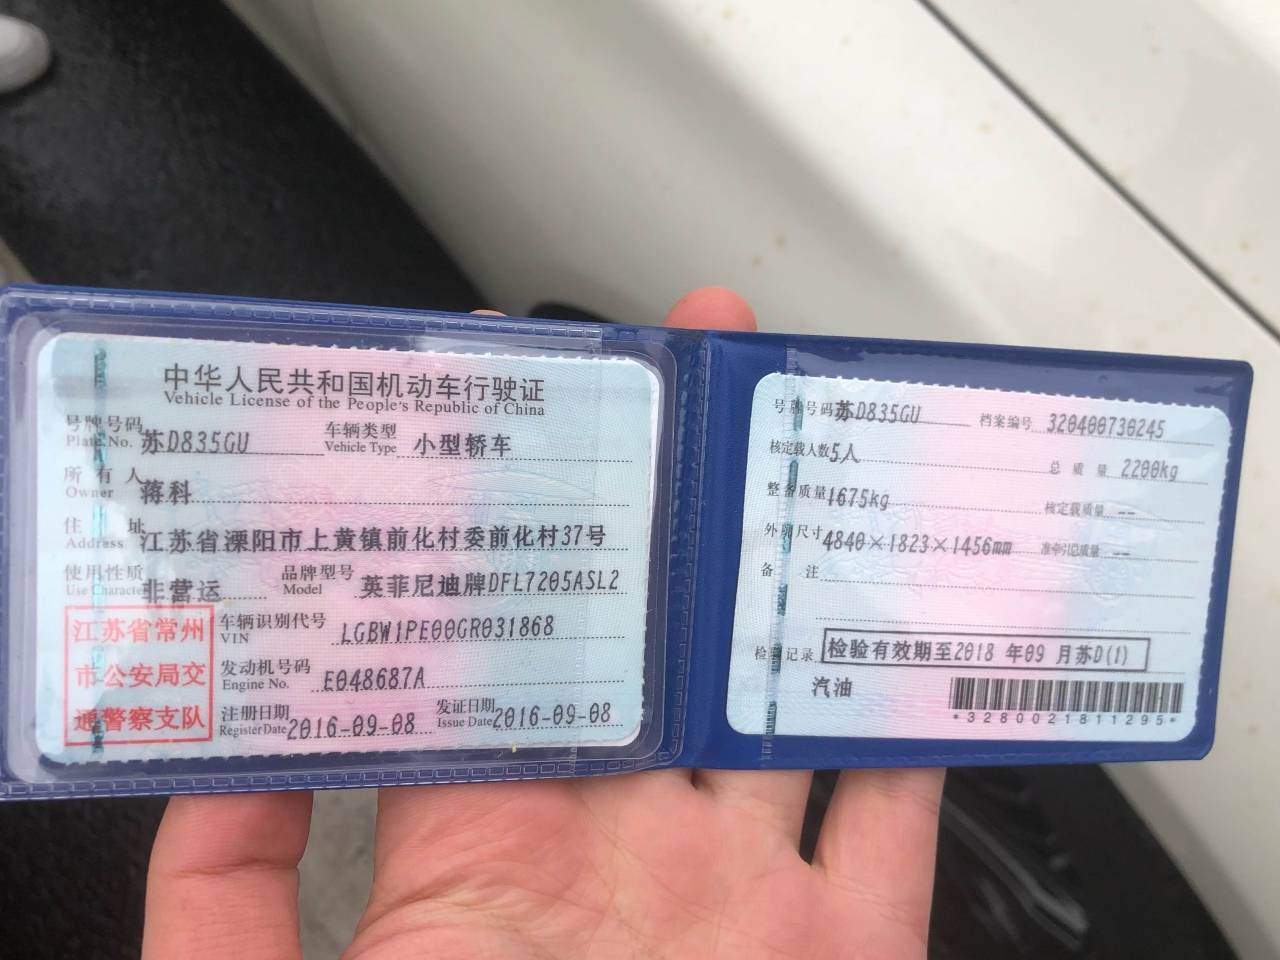 中华人民共和国机动车行驶证
Vehicle License of the People's Republic of China
号牌号码 苏D835GU 车辆类型 小型轿车
Plate No. Vehicle Type
所有人 蒋科
Owner
住址 江苏省溧阳市上黄镇前化村委前化村37号
Address
使用性质 非营运 品牌型号 英菲尼迪牌DFL7205ASL2
Use Character Model
江苏省常州
市公安局交
通警察支队
车辆识别代号 LGBW1PE00GR031868
VIN
发动机号码 E048687A
Engine No.
注册日期 2016-09-08 发证日期 2016-09-08
Register Date Issue Date
号牌号码 苏D835GU 档案编号 320400730245
核定载人数 5人 总质量 2200kg
整备质量 1675kg 核定载质量 --
外廓尺寸 4840×1823×1456mm 准牵引总质量 --
备注
检验记录 检验有效期至2018年09月苏D(1)
汽油
*3280021811295*